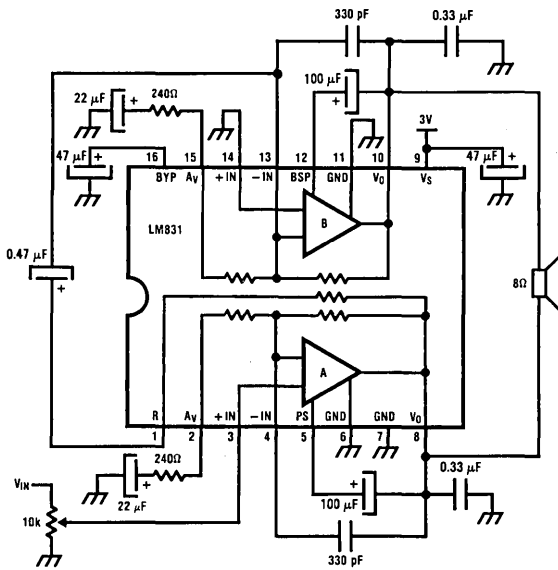 330 pF
0.33 µF
22 µF
+
240Ω
100 µF
+
3V
47 µF
+
16
15
14
13
12
11
10
9
+
47 µF
BYP
AV
+ IN
− IN
BSP
GND
VO
VS
LM831
B
0.47 µF
+
8Ω
A
R
AV
+ IN
− IN
PS
GND
GND
VO
1
2
3
4
5
6
7
8
240Ω
+
22 µF
VIN
10k
+
100 µF
0.33 µF
330 pF